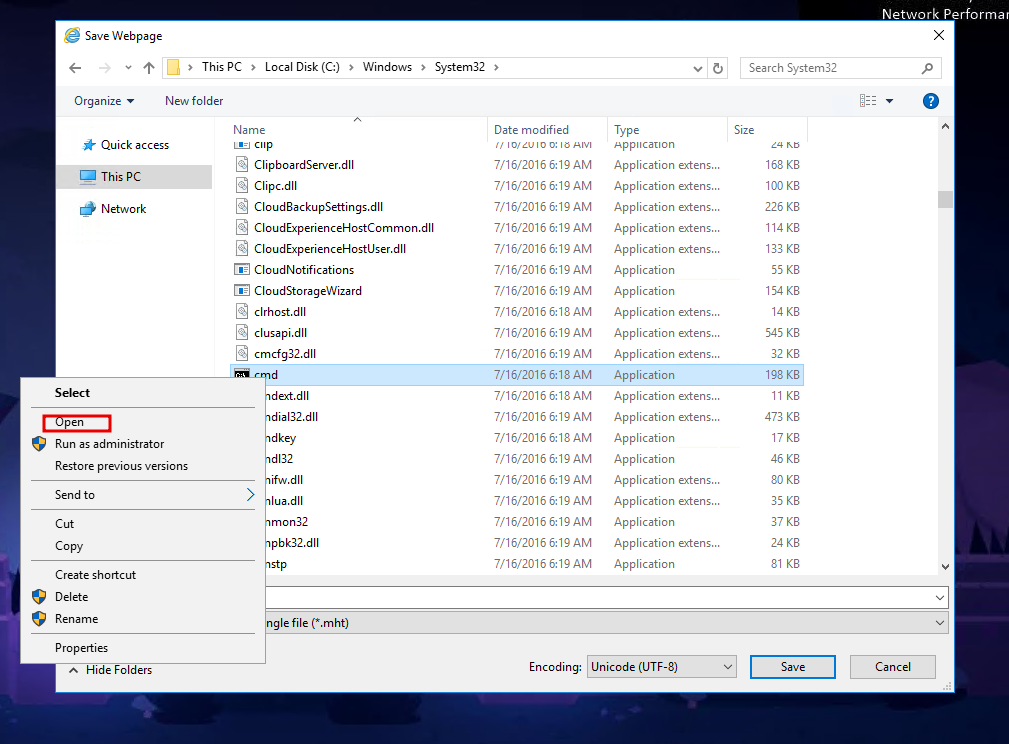 Network Performan
Save Webpage
This PC > Local Disk (C:) > Windows > System32 >
Search System32
Organize
New folder
Name Date modified Type Size
Quick access
This PC
Network
clip 7/16/2016 6:18 AM Application 24 KB
ClipboardServer.dll 7/16/2016 6:19 AM Application extens... 168 KB
Clipc.dll 7/16/2016 6:19 AM Application extens... 100 KB
CloudBackupSettings.dll 7/16/2016 6:19 AM Application extens... 226 KB
CloudExperienceHostCommon.dll 7/16/2016 6:19 AM Application extens... 114 KB
CloudExperienceHostUser.dll 7/16/2016 6:19 AM Application extens... 133 KB
CloudNotifications 7/16/2016 6:19 AM Application 55 KB
CloudStorageWizard 7/16/2016 6:19 AM Application 154 KB
clrhost.dll 7/16/2016 6:18 AM Application extens... 14 KB
clusapi.dll 7/16/2016 6:19 AM Application extens... 545 KB
cmcfg32.dll 7/16/2016 6:19 AM Application extens... 32 KB
cmd 7/16/2016 6:18 AM Application 198 KB
ndext.dll 7/16/2016 6:18 AM Application extens... 11 KB
ndial32.dll 7/16/2016 6:19 AM Application extens... 473 KB
ndkey 7/16/2016 6:18 AM Application 17 KB
ndl32 7/16/2016 6:19 AM Application 46 KB
nifw.dll 7/16/2016 6:19 AM Application extens... 80 KB
nlua.dll 7/16/2016 6:19 AM Application extens... 35 KB
nmon32 7/16/2016 6:19 AM Application 37 KB
npbk32.dll 7/16/2016 6:19 AM Application extens... 24 KB
nstp 7/16/2016 6:19 AM Application 81 KB
Select
Open
Run as administrator
Restore previous versions
Send to
Cut
Copy
Create shortcut
Delete
Rename
Properties
ngle file (*.mht)
Hide Folders
Encoding: Unicode (UTF-8)
Save
Cancel